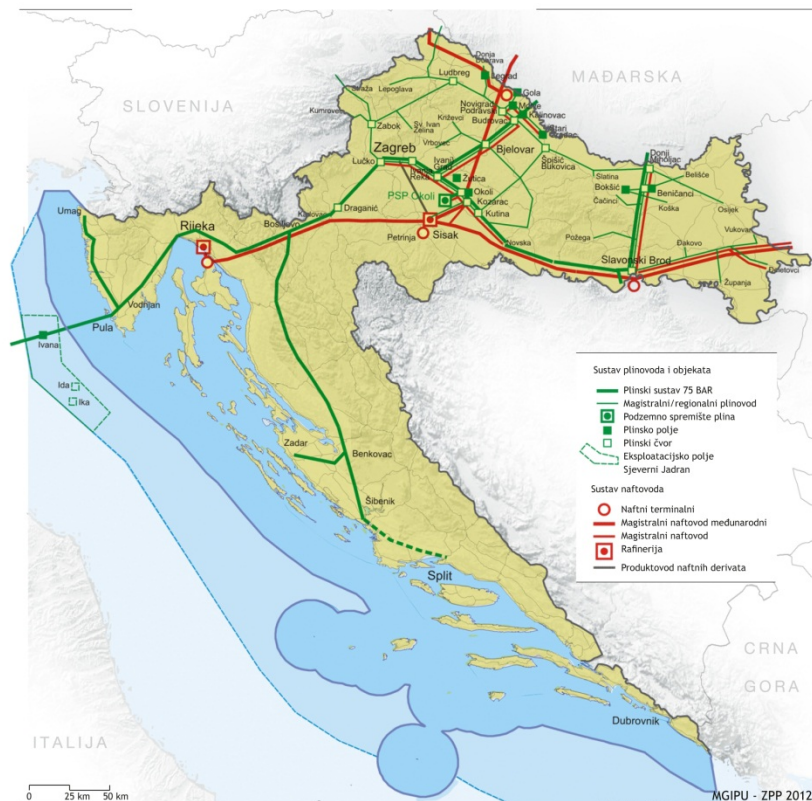 SLOVENIJA
MAĐARSKA
Donja
Dubrava
Legrad
Ludbreg
Straža
Lepoglava
Gola
Novigrad
Podravski
Molve
Kalinovac
Kumrovec
Križevci
Budrovac
Sv. Ivan
Zelina
Zabok
Vrbovec
Zagreb
Bjelovar
Lučko
Ivanić
Grad
Špišić
Bukovica
Donji
Miholjac
Slatina
Belišće
Žutica
PSP Okoli
Okoli
Bokšić
Beničanci
Kozarac
Čačinci
Koška
Osijek
Umag
Rijeka
Bosiljevo
Karlovac
Draganić
Kutina
Petrinja
Sisak
Novska
Požega
Vukovar
Đakovo
Slavonski Brod
Županja
Vodnjan
Pula
Ivana
Ida
Ika
Zadar
Benkovac
Šibenik
Split
Dubrovnik
ITALIJA
CRNA
GORA
Sustav plinovoda i objekata
Plinski sustav 75 BAR
Magistralni/regionalni plinovod
Podzemno spremište plina
Plinsko polje
Plinski čvor
Eksploatacijsko polje
Sjeverni Jadran
Sustav naftovoda
Naftni terminalni
Magistralni naftovod međunarodni
Magistralni naftovod
Rafinerija
Produktovod naftnih derivata
0 25 km 50 km
MGIPU - ZPP 2012